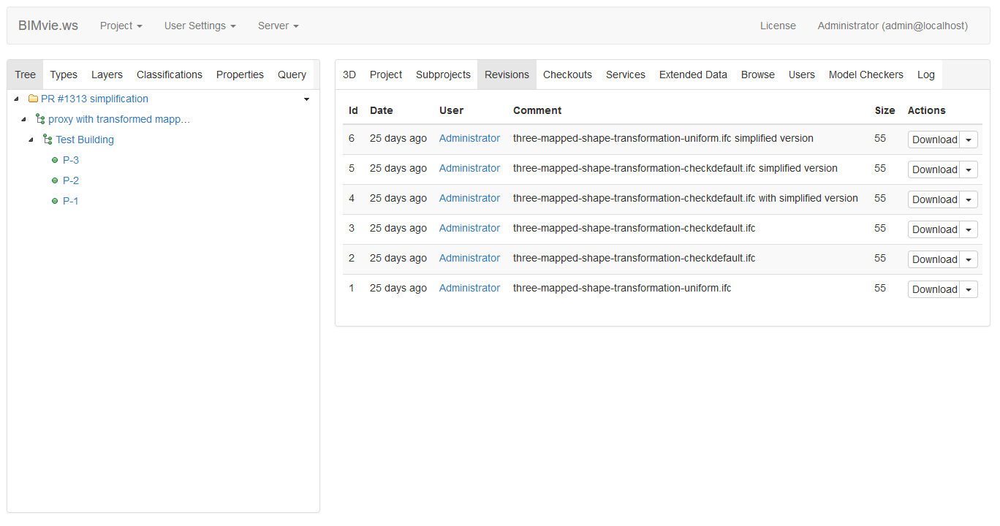 BIMvie.ws Project User Settings Server License Administrator (admin@localhost)
Tree Types Layers Classifications Properties Query
PR #1313 simplification
proxy with transformed mapp…
Test Building
P-3
P-2
P-1
3D Project Subprojects Revisions Checkouts Services Extended Data Browse Users Model Checkers Log
Id Date User Comment Size Actions
6 25 days ago Administrator three-mapped-shape-transformation-uniform.ifc simplified version 55 Download
5 25 days ago Administrator three-mapped-shape-transformation-checkdefault.ifc simplified version 55 Download
4 25 days ago Administrator three-mapped-shape-transformation-checkdefault.ifc with simplified version 55 Download
3 25 days ago Administrator three-mapped-shape-transformation-checkdefault.ifc 55 Download
2 25 days ago Administrator three-mapped-shape-transformation-checkdefault.ifc 55 Download
1 25 days ago Administrator three-mapped-shape-transformation-uniform.ifc 55 Download